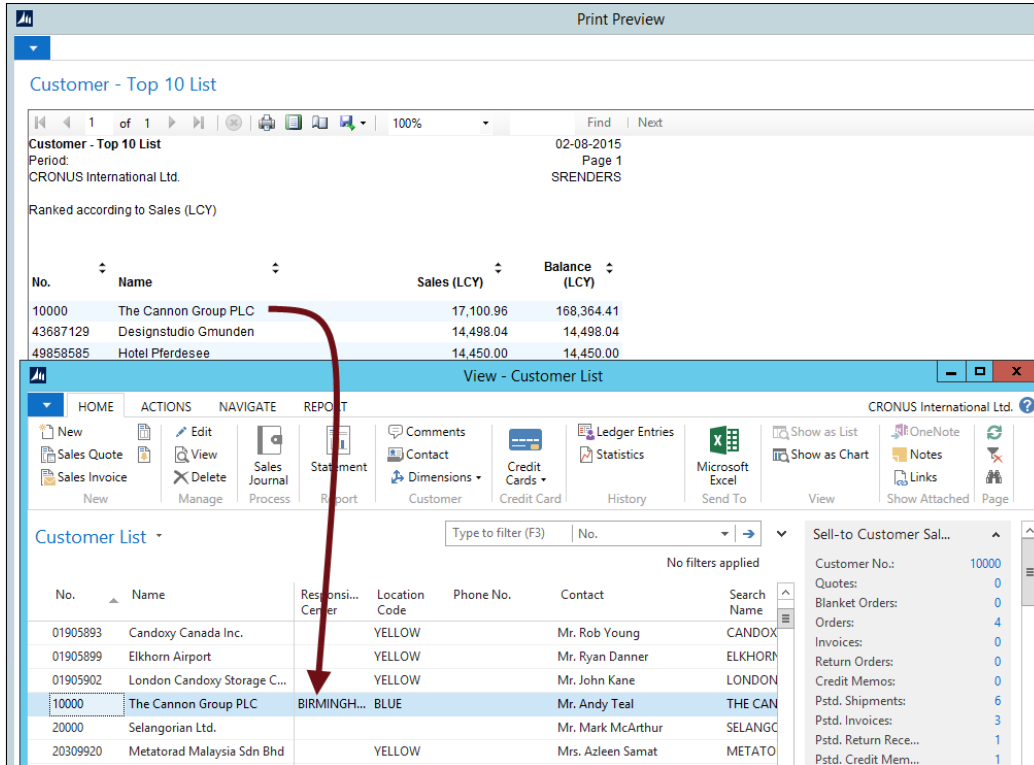 Print Preview
Customer - Top 10 List
1 of 1 100% Find | Next
Customer - Top 10 List 02-08-2015
Period: Page 1
CRONUS International Ltd. SRENDERS
Ranked according to Sales (LCY)
No. Name Sales (LCY) Balance (LCY)
10000 The Cannon Group PLC 17,100.96 168,364.41
43687129 Designstudio Gmunden 14,498.04 14,498.04
49858585 Hotel Pferdesee 14,450.00 14,450.00
View - Customer List
HOME ACTIONS NAVIGATE REPORT CRONUS International Ltd.
New Edit Comments Ledger Entries Show as List OneNote
Sales Quote View Contact Statistics Show as Chart Notes
Sales Invoice Delete Sales Journal Statement Dimensions Credit Cards Microsoft Excel Links
New Manage Process Report Customer Credit Card History Send To View Show Attached Page
Customer List Type to filter (F3) No. Sell-to Customer Sal...
No filters applied
Customer No.: 10000
Quotes: 0
Blanket Orders: 0
Orders: 4
Invoices: 0
Return Orders: 0
Credit Memos: 0
Pstd. Shipments: 6
Pstd. Invoices: 3
Pstd. Return Rece... 1
Pstd. Credit Mem... 1
No. Name Responsi... Center Location Code Phone No. Contact Search Name
01905893 Candoxy Canada Inc. YELLOW Mr. Rob Young CANDOX
01905899 Elkhorn Airport YELLOW Mr. Ryan Danner ELKHORN
01905902 London Candoxy Storage C... YELLOW Mr. John Kane LONDON
10000 The Cannon Group PLC BIRMINGH... BLUE Mr. Andy Teal THE CAN
20000 Selangorian Ltd. Mr. Mark McArthur SELANGO
20309920 Metatorad Malaysia Sdn Bhd YELLOW Mrs. Azleen Samat METATO